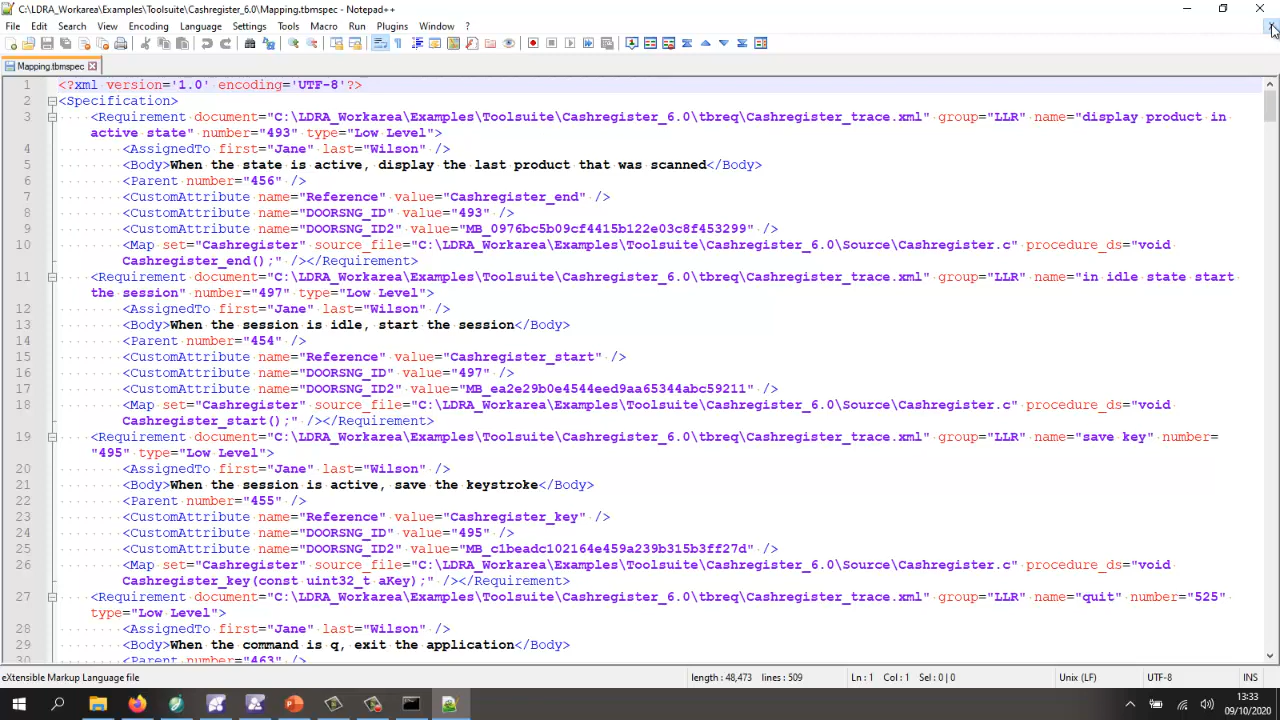 C:\LDRA_Workarea\Examples\Toolsuite\Cashregister_6.0\Mapping.tbmspec - Notepad++
File Edit Search View Encoding Language Settings Tools Macro Run Plugins Window ?
Mapping.tbmspec
1 <?xml version='1.0' encoding='UTF-8'?>
2 <Specification>
3 <Requirement document="C:\LDRA_Workarea\Examples\Toolsuite\Cashregister_6.0\tbreq\Cashregister_trace.xml" group="LLR" name="display product in
active state" number="493" type="Low Level">
4 <AssignedTo first="Jane" last="Wilson" />
5 <Body>When the state is active, display the last product that was scanned</Body>
6 <Parent number="456" />
7 <CustomAttribute name="Reference" value="Cashregister_end" />
8 <CustomAttribute name="DOORSNG_ID" value="493" />
9 <CustomAttribute name="DOORSNG_ID2" value="MB_0976bc5b09cf4415b122e03c8f453299" />
10 <Map set="Cashregister" source_file="C:\LDRA_Workarea\Examples\Toolsuite\Cashregister_6.0\Source\Cashregister.c" procedure_ds="void
Cashregister_end();" /></Requirement>
11 <Requirement document="C:\LDRA_Workarea\Examples\Toolsuite\Cashregister_6.0\tbreq\Cashregister_trace.xml" group="LLR" name="in idle state start
the session" number="497" type="Low Level">
12 <AssignedTo first="Jane" last="Wilson" />
13 <Body>When the session is idle, start the session</Body>
14 <Parent number="454" />
15 <CustomAttribute name="Reference" value="Cashregister_start" />
16 <CustomAttribute name="DOORSNG_ID" value="497" />
17 <CustomAttribute name="DOORSNG_ID2" value="MB_ea2e29b0e4544eed9aa65344abc59211" />
18 <Map set="Cashregister" source_file="C:\LDRA_Workarea\Examples\Toolsuite\Cashregister_6.0\Source\Cashregister.c" procedure_ds="void
Cashregister_start();" /></Requirement>
19 <Requirement document="C:\LDRA_Workarea\Examples\Toolsuite\Cashregister_6.0\tbreq\Cashregister_trace.xml" group="LLR" name="save key" number=
"495" type="Low Level">
20 <AssignedTo first="Jane" last="Wilson" />
21 <Body>When the session is active, save the keystroke</Body>
22 <Parent number="455" />
23 <CustomAttribute name="Reference" value="Cashregister_key" />
24 <CustomAttribute name="DOORSNG_ID" value="495" />
25 <CustomAttribute name="DOORSNG_ID2" value="MB_c1beadc102164e459a239b315b3ff27d" />
26 <Map set="Cashregister" source_file="C:\LDRA_Workarea\Examples\Toolsuite\Cashregister_6.0\Source\Cashregister.c" procedure_ds="void
Cashregister_key(const uint32_t aKey);" /></Requirement>
27 <Requirement document="C:\LDRA_Workarea\Examples\Toolsuite\Cashregister_6.0\tbreq\Cashregister_trace.xml" group="LLR" name="quit" number="525"
type="Low Level">
28 <AssignedTo first="Jane" last="Wilson" />
29 <Body>When the command is q, exit the application</Body>
30 <Parent number="463" />
eXtensible Markup Language file length : 48,473 lines : 509 Ln : 1 Col : 1 Sel : 0 | 0 Unix (LF) UTF-8 INS
13:33
09/10/2020